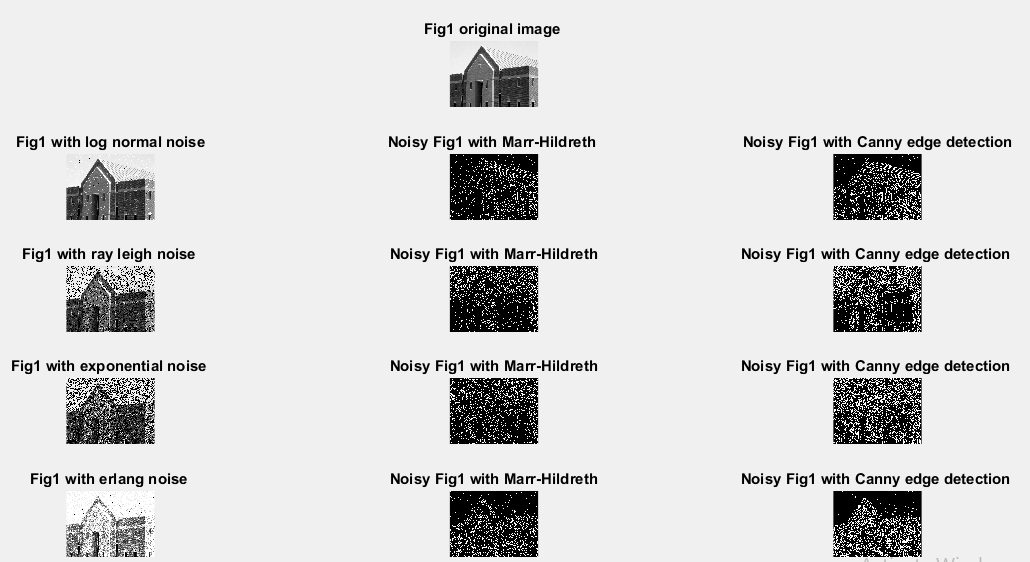 Fig1 original image
Fig1 with log normal noise
Noisy Fig1 with Marr-Hildreth
Noisy Fig1 with Canny edge detection
Fig1 with ray leigh noise
Noisy Fig1 with Marr-Hildreth
Noisy Fig1 with Canny edge detection
Fig1 with exponential noise
Noisy Fig1 with Marr-Hildreth
Noisy Fig1 with Canny edge detection
Fig1 with erlang noise
Noisy Fig1 with Marr-Hildreth
Noisy Fig1 with Canny edge detection